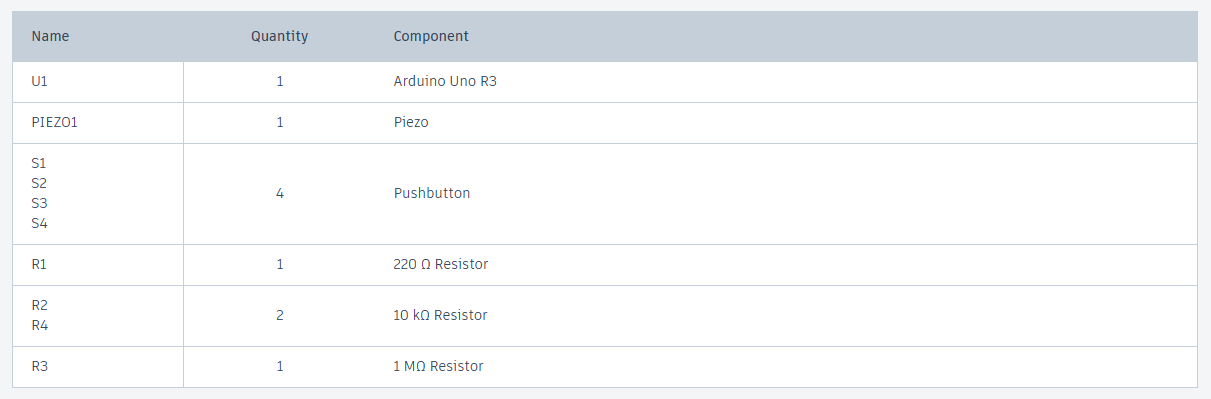 Name Quantity Component
U1 1 Arduino Uno R3
PIEZO1 1 Piezo
S1
S2
S3
S4
4 Pushbutton
R1 1 220 Ω Resistor
R2
R4
2 10 kΩ Resistor
R3 1 1 MΩ Resistor